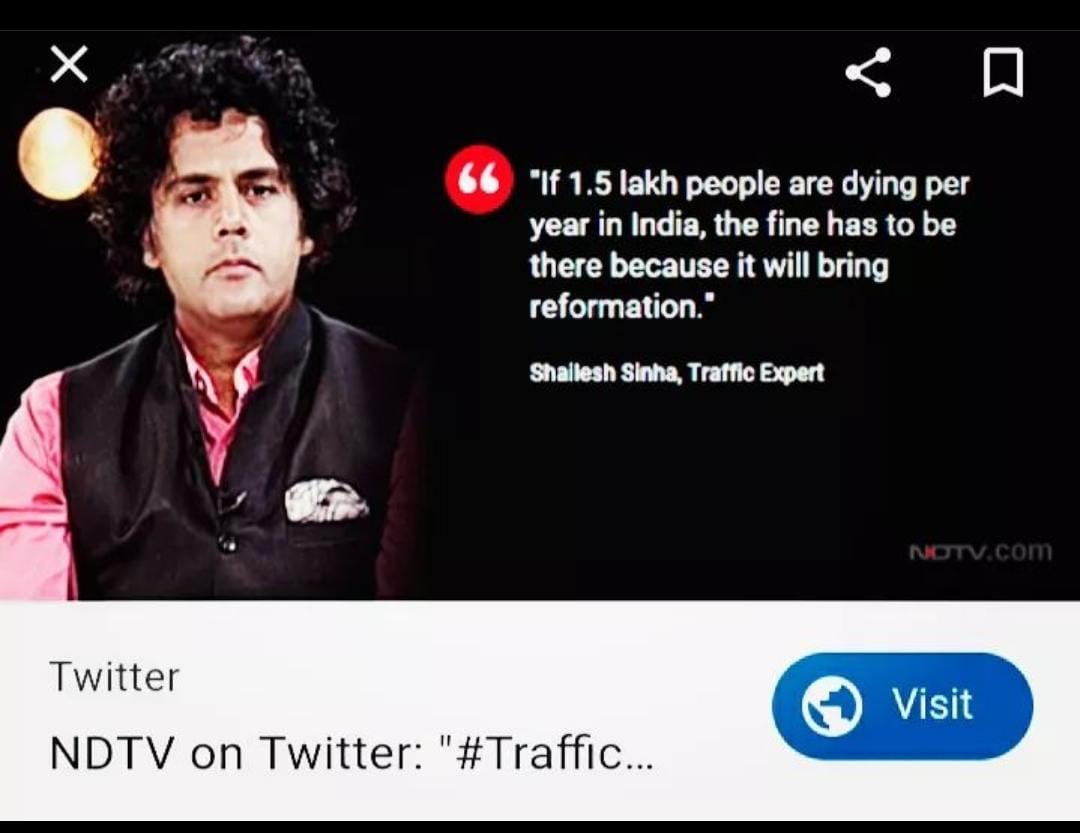 "If 1.5 lakh people are dying per
year in India, the fine has to be
there because it will bring
reformation."
Shailesh Sinha, Traffic Expert
NDTV.com
Twitter
Visit
NDTV on Twitter: "#Traffic...